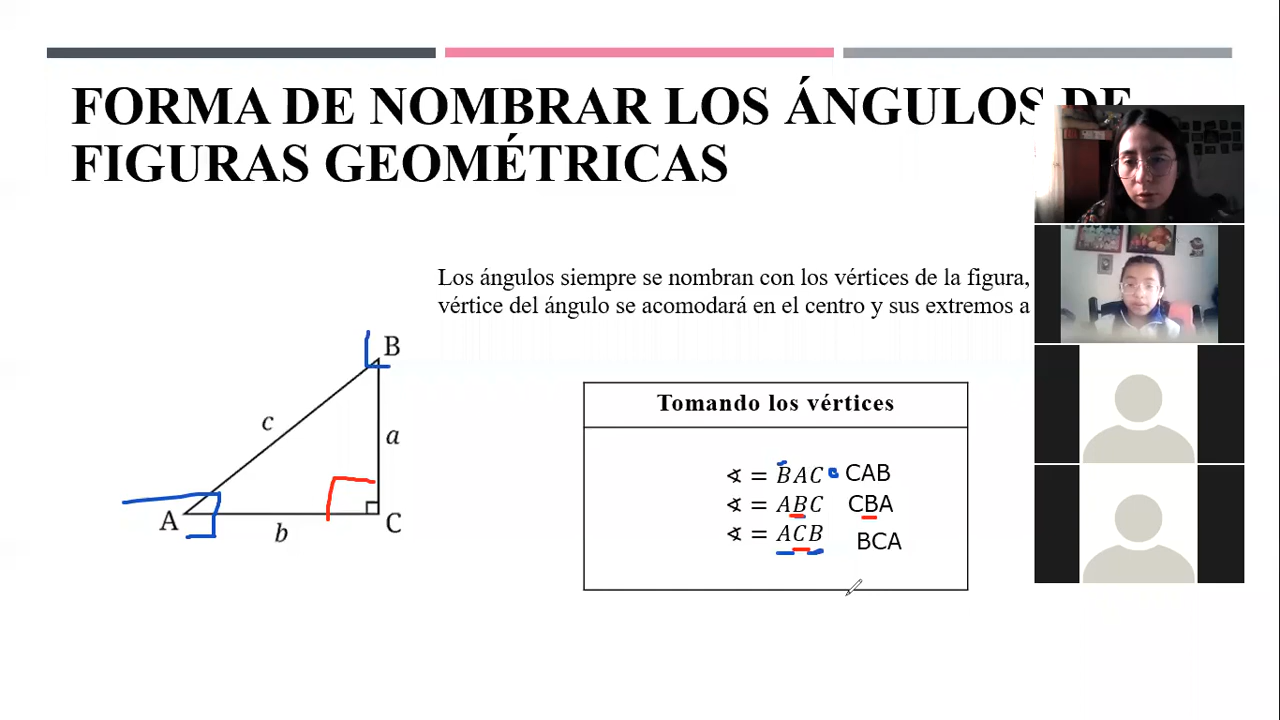 FORMA DE NOMBRAR LOS ÁNGULOS DE
FIGURAS GEOMÉTRICAS
Los ángulos siempre se nombran con los vértices de la figura,
vértice del ángulo se acomodará en el centro y sus extremos a
B
c
a
A
b
C
Tomando los vértices
∢ = BAC o CAB
∢ = ABC CBA
∢ = ACB BCA